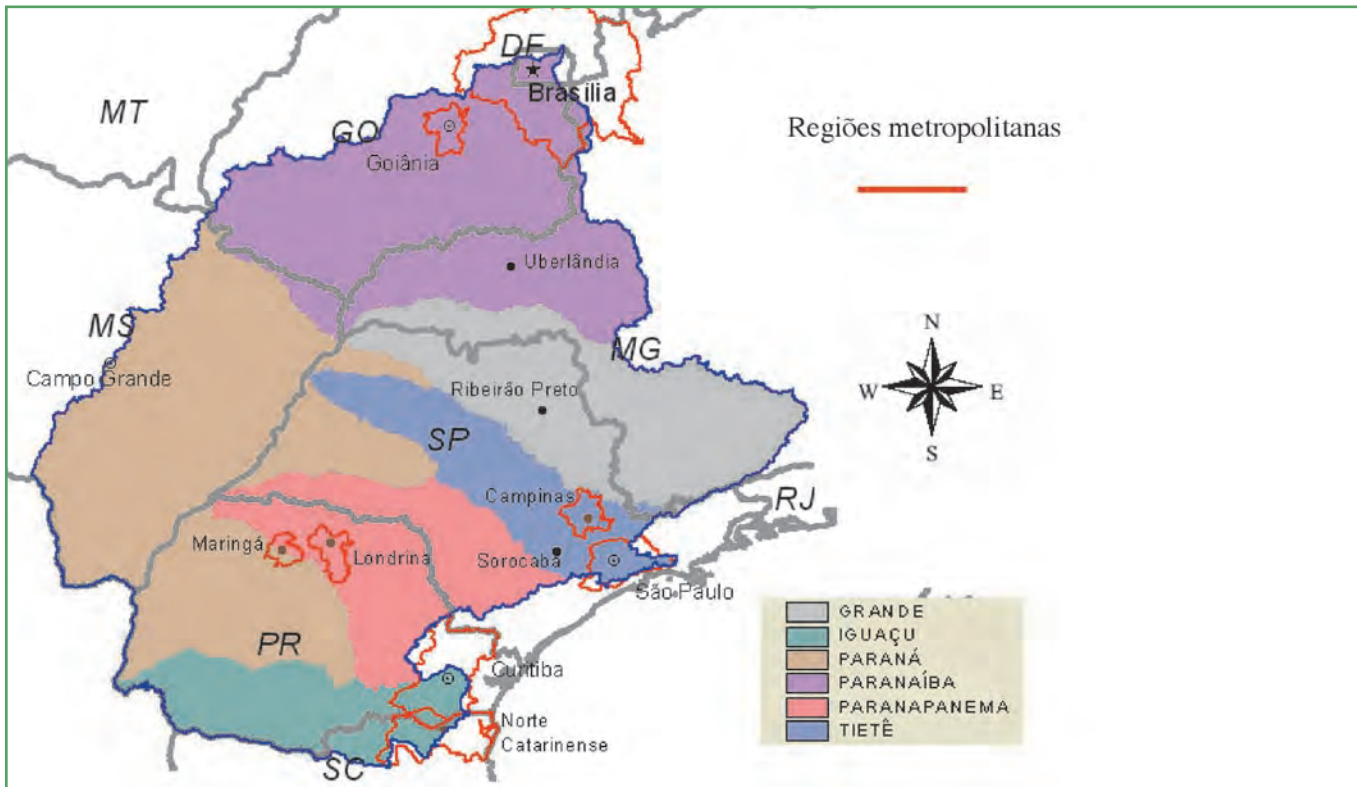 DF
Brasília
MT
GO
Goiânia
Regiões metropolitanas
Uberlândia
MS
MG
Campo Grande
N
W
E
S
Ribeirão Preto
SP
Campinas
RJ
Maringá
Londrina
Sorocaba
São Paulo
PR
Curitiba
Norte
Catarinense
SC
GRANDE
IGUAÇU
PARANÁ
PARANAÍBA
PARANAPANEMA
TIETÊ